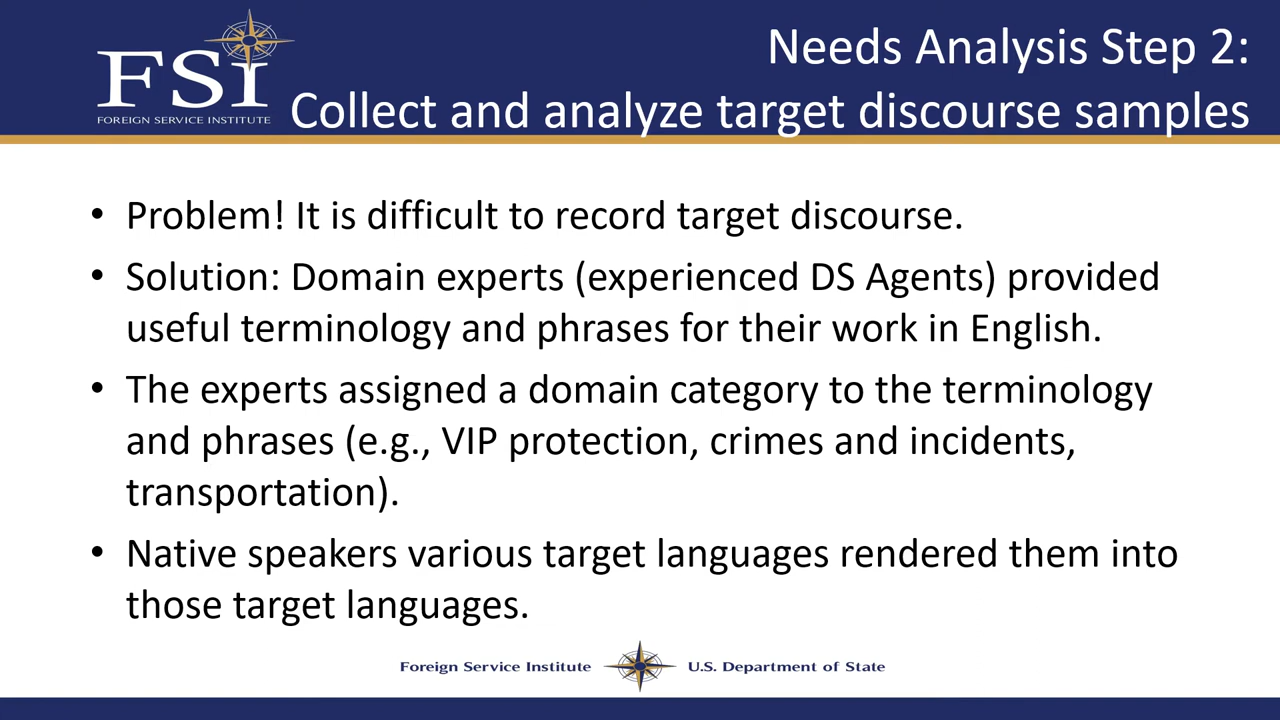 FSI
FOREIGN SERVICE INSTITUTE
Needs Analysis Step 2:
Collect and analyze target discourse samples
• Problem! It is difficult to record target discourse.
• Solution: Domain experts (experienced DS Agents) provided
useful terminology and phrases for their work in English.
• The experts assigned a domain category to the terminology
and phrases (e.g., VIP protection, crimes and incidents,
transportation).
• Native speakers various target languages rendered them into
those target languages.
Foreign Service Institute U.S. Department of State